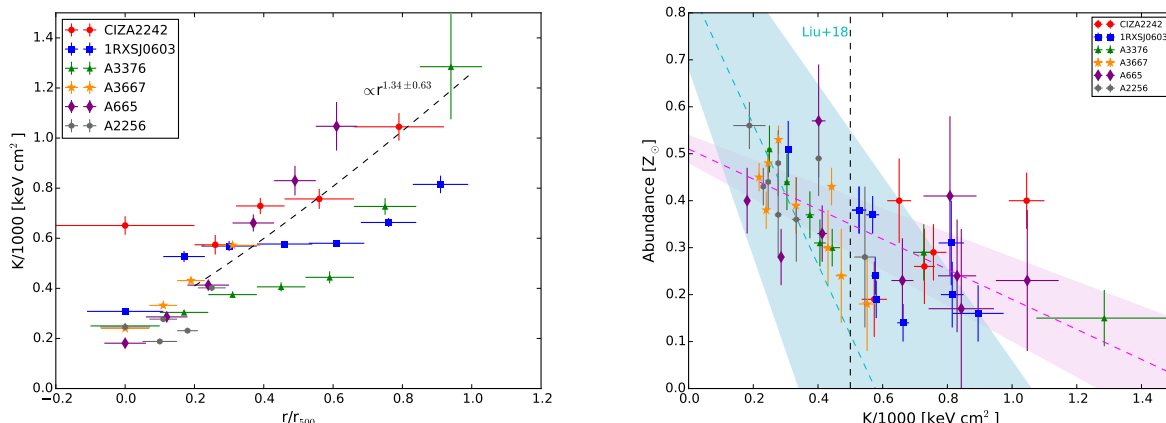 CIZA2242
1RXSJ0603
A3376
A3667
A665
A2256
∝r^1.34±0.63
K/1000 [keV cm²]
1.4
1.2
1.0
0.8
0.6
0.4
0.2
0.0
−0.2 0.0 0.2 0.4 0.6 0.8 1.0 1.2
r/r₅₀₀
Liu+18
CIZA2242
1RXSJ0603
A3376
A3667
A665
A2256
Abundance [Z⊙]
0.8
0.7
0.6
0.5
0.4
0.3
0.2
0.1
0.0
0.0 0.2 0.4 0.6 0.8 1.0 1.2 1.4
K/1000 [keV cm²]